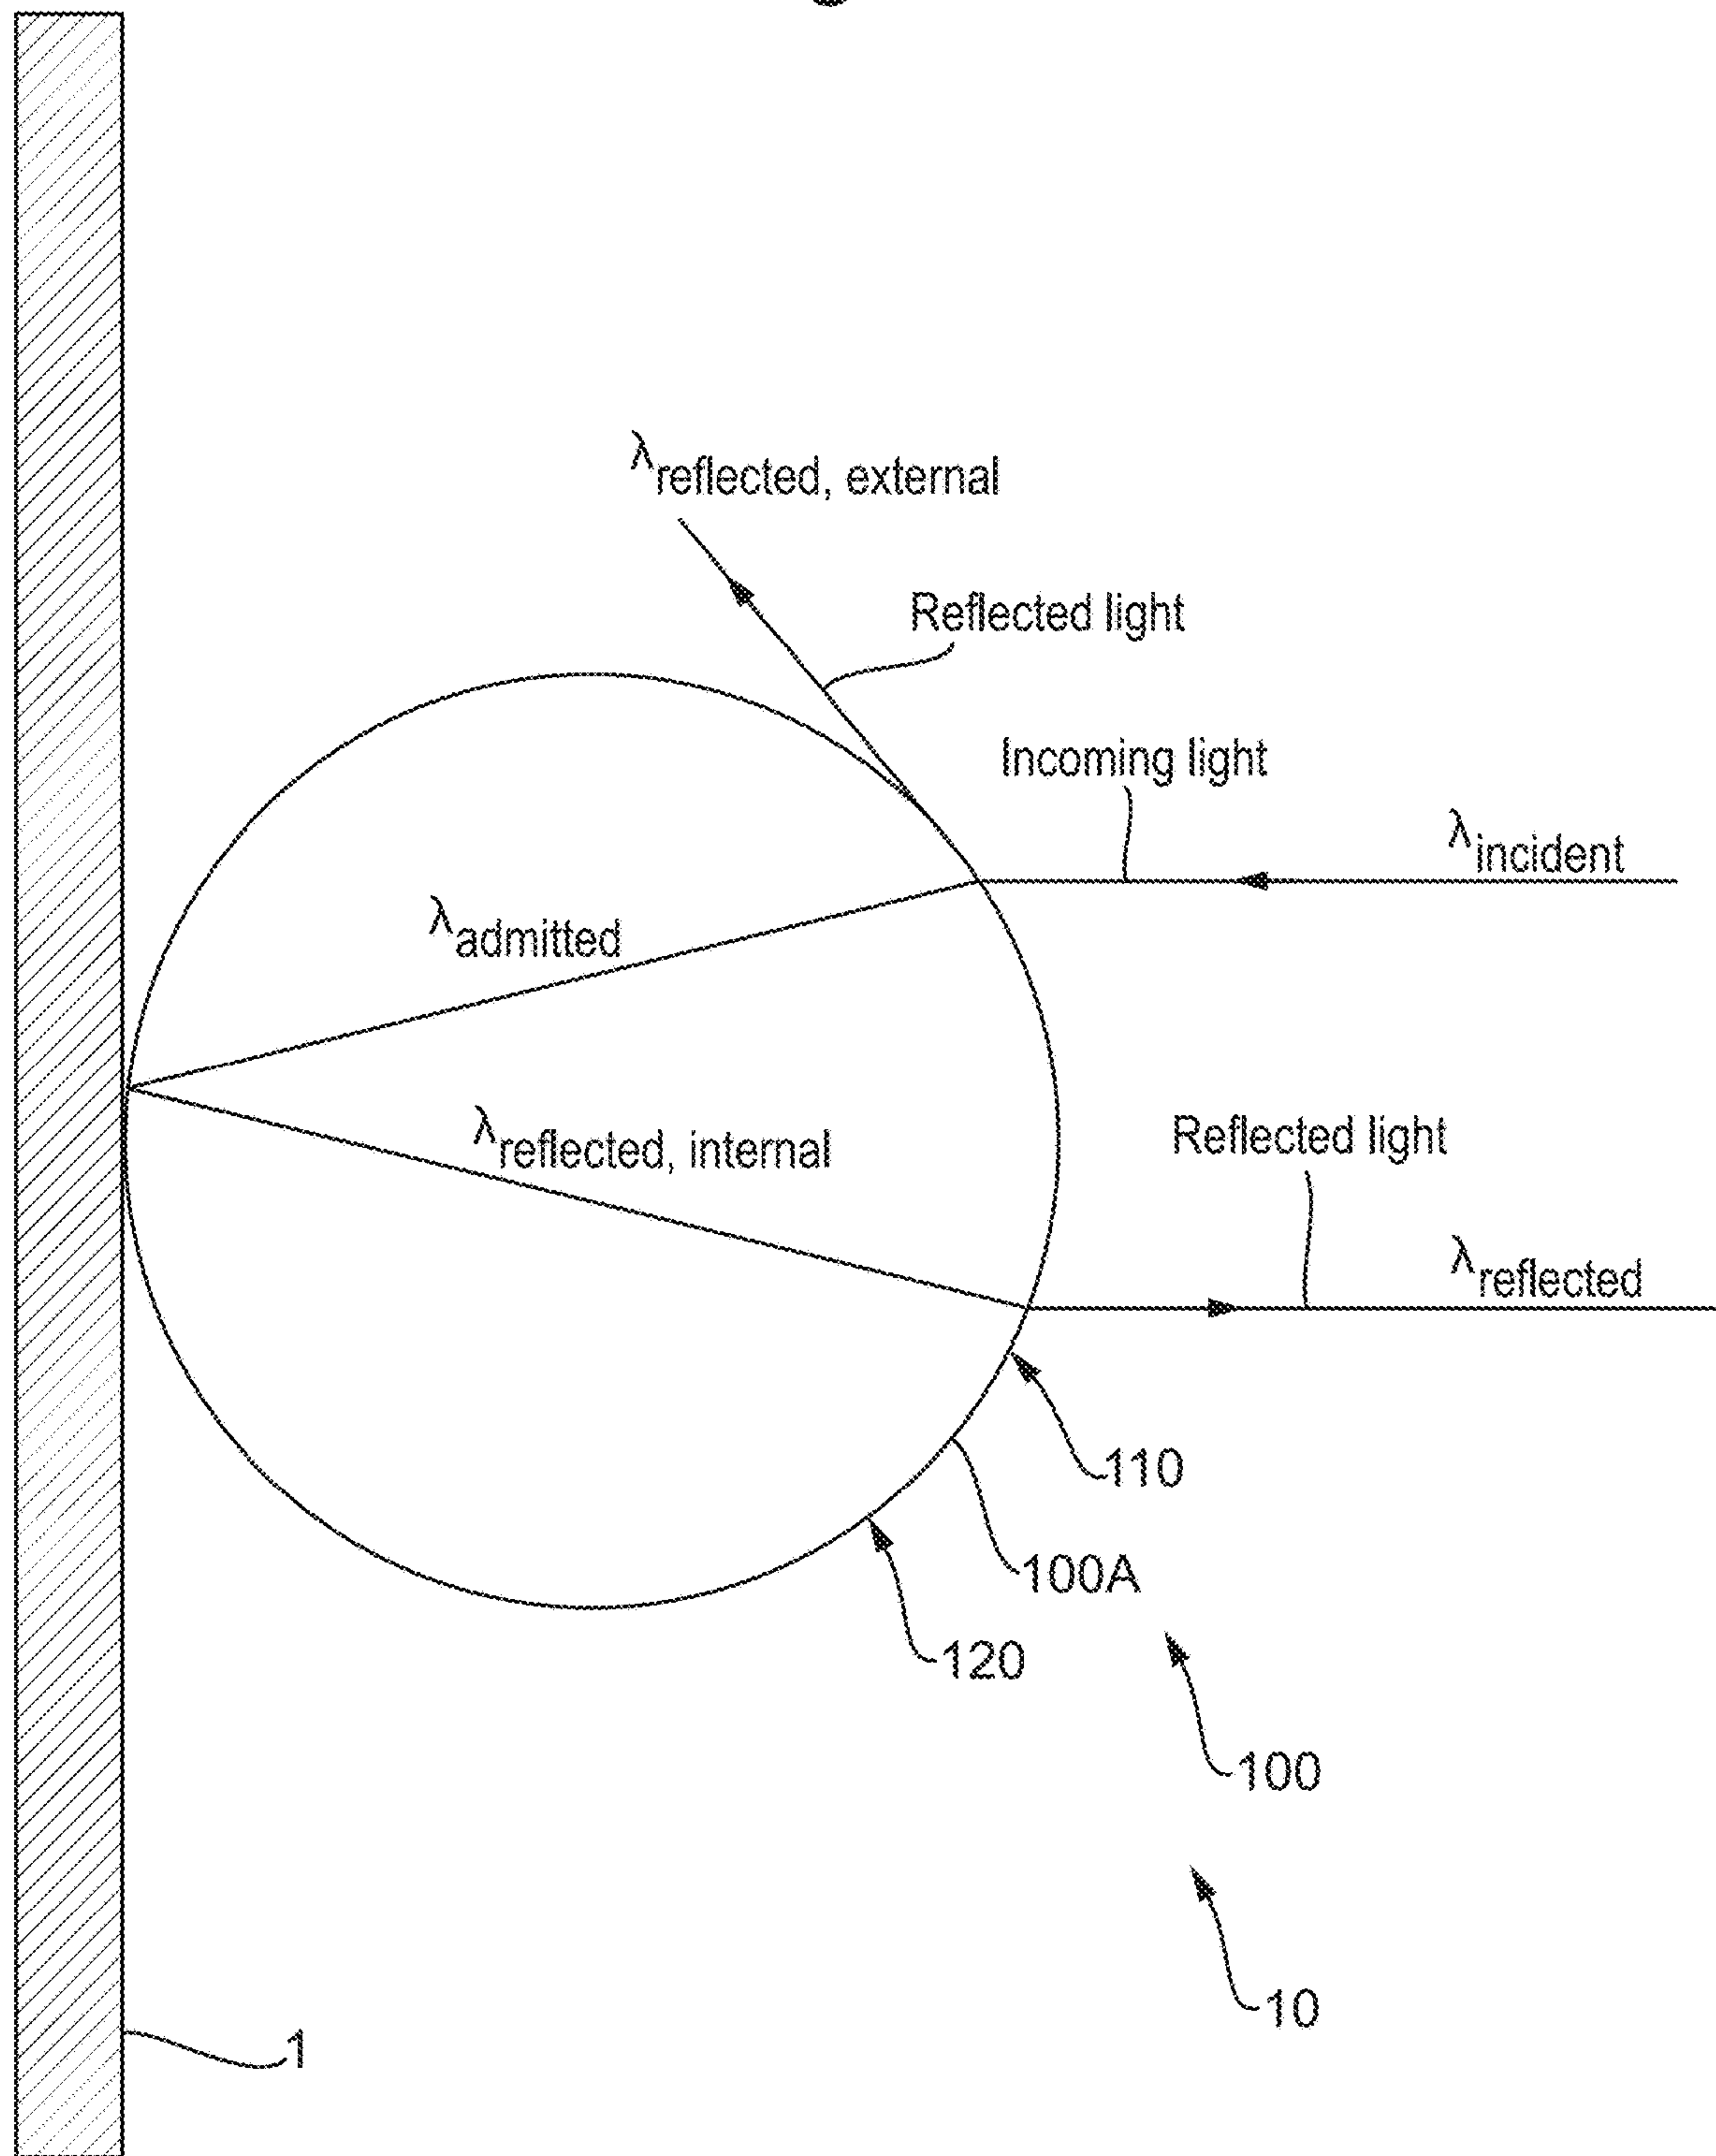 λreflected, external
Reflected light
Incoming light
λincident
λadmitted
λreflected, internal
Reflected light
λreflected
110
100A
120
100
10
1